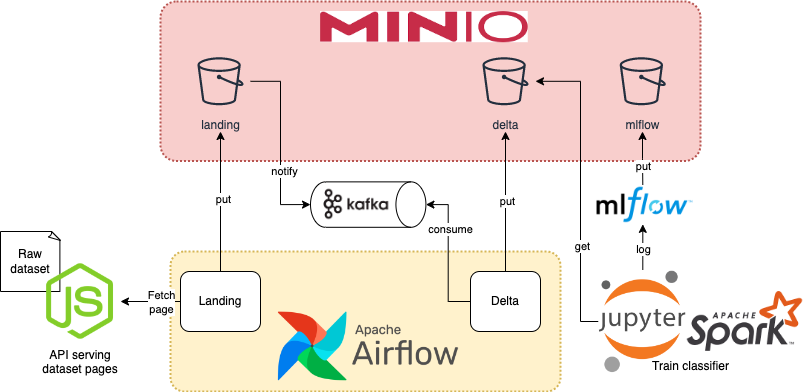 MINIO
landing
delta
mlflow
notify
put
put
put
kafka
consume
mlflow
get
log
Raw
dataset
JS
API serving
dataset pages
Fetch
page
Landing
Delta
Apache
Airflow
jupyter
APACHE
Spark
Train classifier